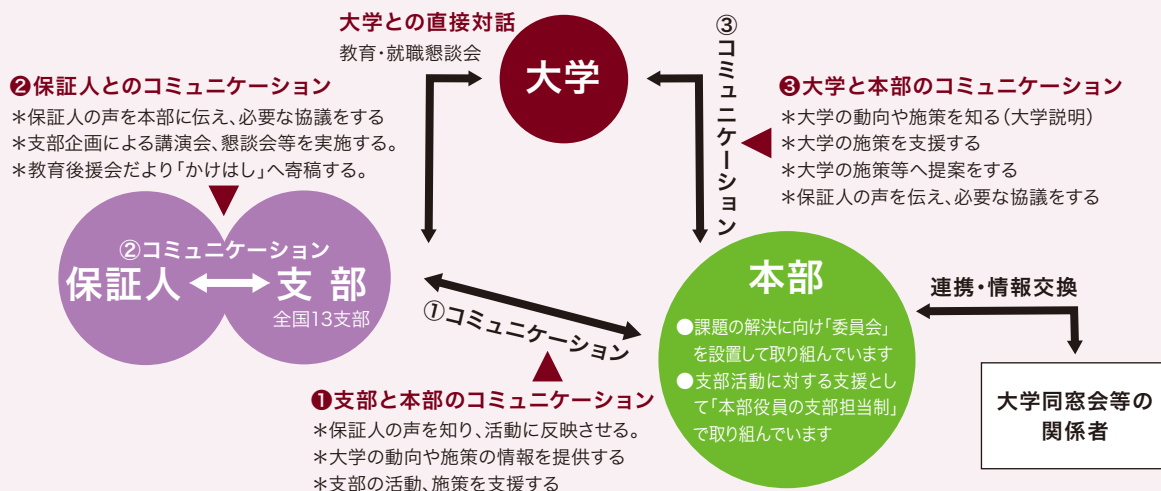 大学との直接対話
教育・就職懇談会
大学
③コミュニケーション
❷保証人とのコミュニケーション
＊保証人の声を本部に伝え、必要な協議をする
＊支部企画による講演会、懇談会等を実施する。
＊教育後援会だより「かけはし」へ寄稿する。
❸大学と本部のコミュニケーション
＊大学の動向や施策を知る（大学説明）
＊大学の施策を支援する
＊大学の施策等へ提案をする
＊保証人の声を伝え、必要な協議をする
②コミュニケーション
保証人 支 部
全国13支部
①コミュニケーション
本部
●課題の解決に向け「委員会」
を設置して取り組んでいます
●支部活動に対する支援とし
て「本部役員の支部担当制」
で取り組んでいます
連携・情報交換
大学同窓会等の
関係者
❶支部と本部のコミュニケーション
＊保証人の声を知り、活動に反映させる。
＊大学の動向や施策の情報を提供する
＊支部の活動、施策を支援する